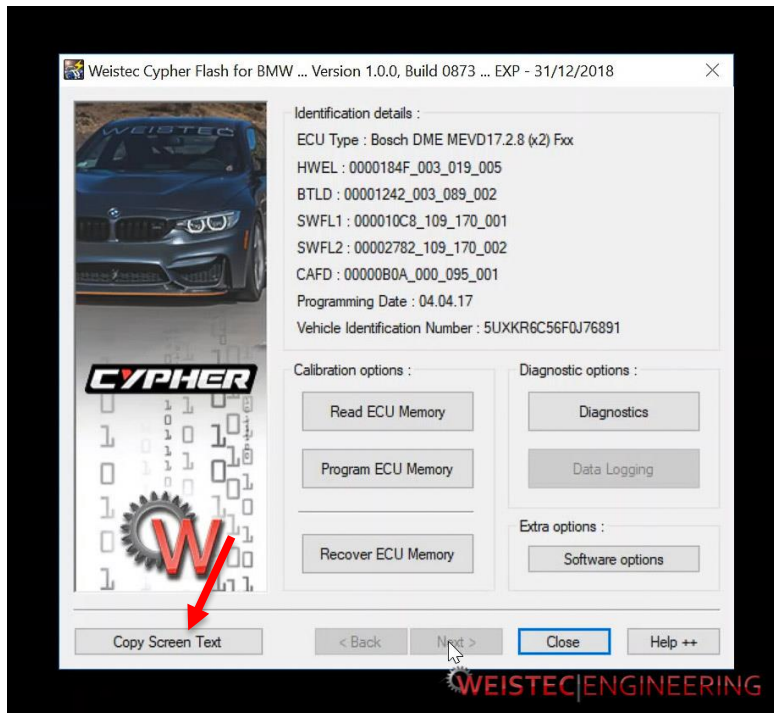 Weistec Cypher Flash for BMW ... Version 1.0.0, Build 0873 ... EXP - 31/12/2018
WEISTEC
Identification details :
ECU Type : Bosch DME MEVD17.2.8 (x2) Fxx
HWEL : 0000184F_003_019_005
BTLD : 00001242_003_089_002
SWFL1 : 000010C8_109_170_001
SWFL2 : 00002782_109_170_002
CAFD : 00000B0A_000_095_001
Programming Date : 04.04.17
Vehicle Identification Number : 5UXKR6C56F0J76891
CYPHER
W
Calibration options :
Read ECU Memory
Program ECU Memory
Recover ECU Memory
Diagnostic options :
Diagnostics
Data Logging
Extra options :
Software options
Copy Screen Text
< Back
Next >
Close
Help ++
WEISTEC|ENGINEERING